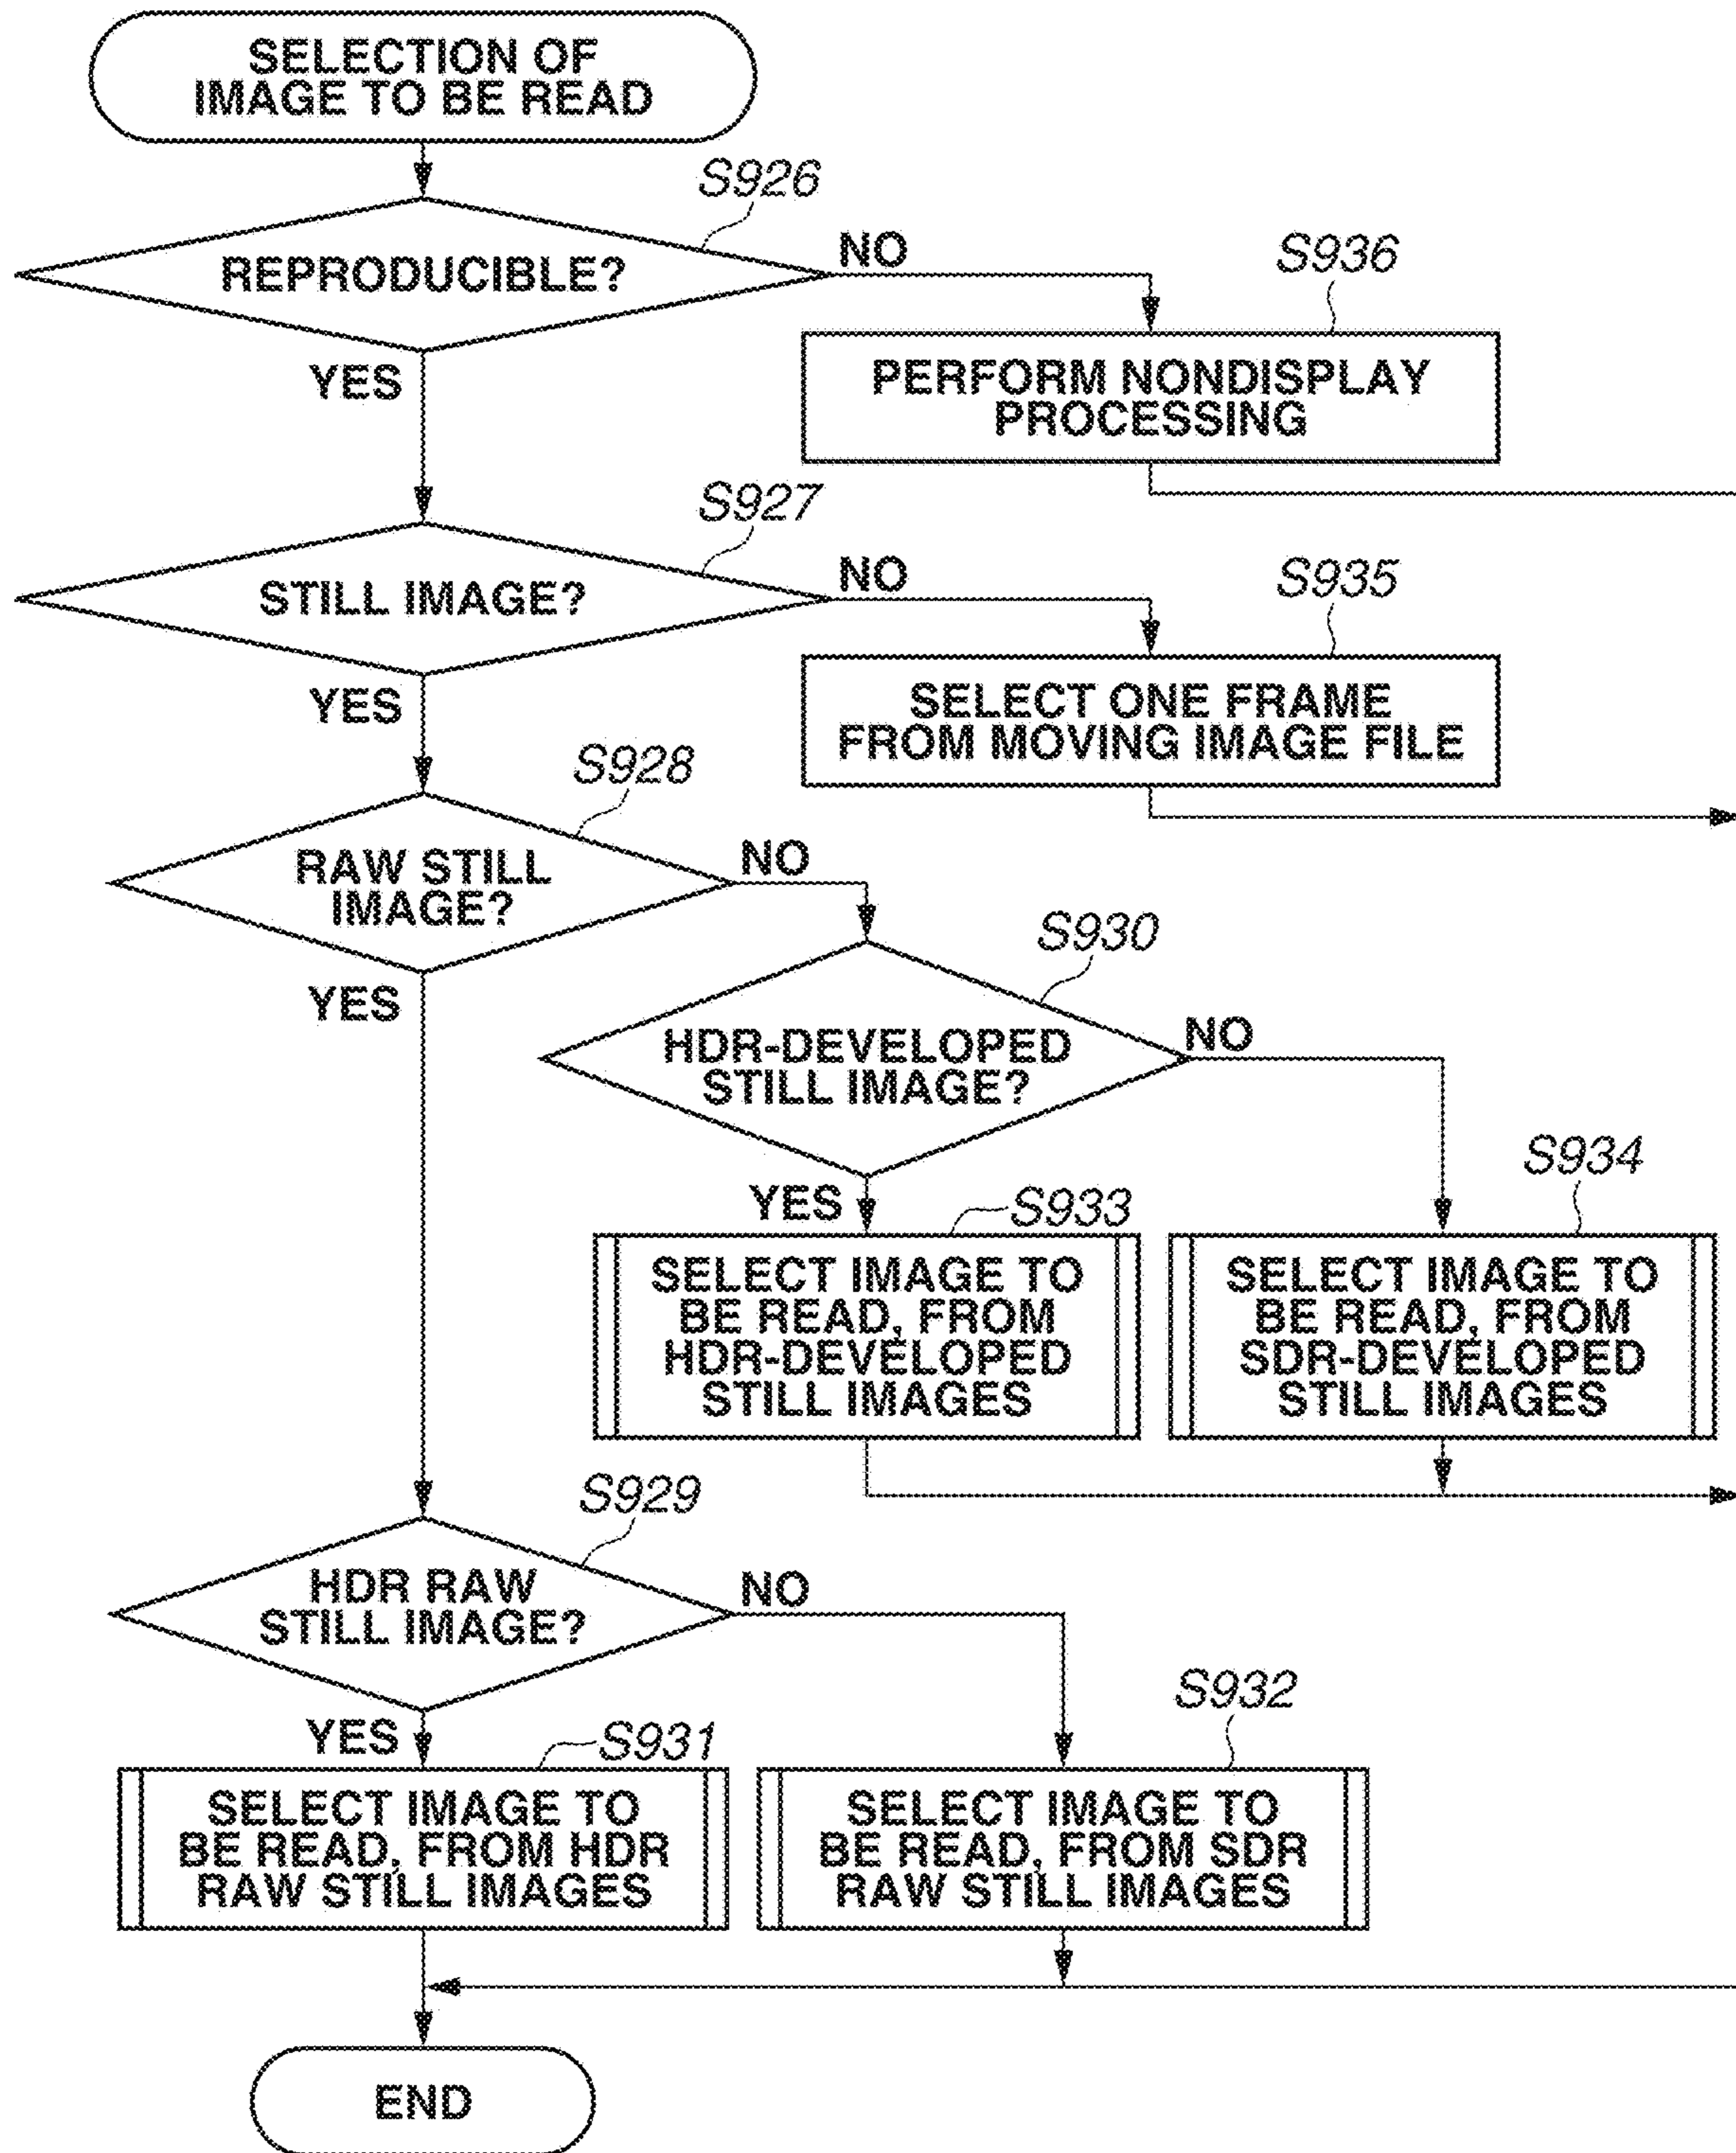 SELECTION OF
IMAGE TO BE READ
S926
REPRODUCIBLE?
NO
YES
S936
PERFORM NONDISPLAY
PROCESSING
S927
STILL IMAGE?
NO
YES
S935
SELECT ONE FRAME
FROM MOVING IMAGE FILE
S928
RAW STILL
IMAGE?
NO
YES
S930
HDR-DEVELOPED
STILL IMAGE?
NO
YES
S933
SELECT IMAGE TO
BE READ, FROM
HDR-DEVELOPED
STILL IMAGES
S934
SELECT IMAGE TO
BE READ, FROM
SDR-DEVELOPED
STILL IMAGES
S929
HDR RAW
STILL IMAGE?
NO
YES
S931
SELECT IMAGE TO
BE READ, FROM HDR
RAW STILL IMAGES
S932
SELECT IMAGE TO
BE READ, FROM SDR
RAW STILL IMAGES
END